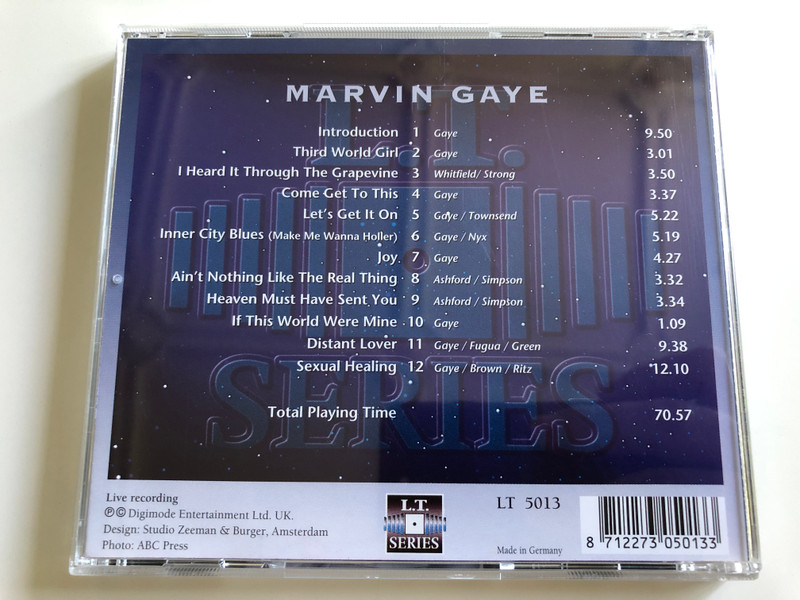 MARVIN GAYE
Introduction 1 Gaye 9.50
Third World Girl 2 Gaye 3.01
I Heard It Through The Grapevine 3 Whitfield/ Strong 3.50
Come Get To This 4 Gaye 3.37
Let's Get It On 5 Gaye / Townsend 5.22
Inner City Blues (Make Me Wanna Holler) 6 Gaye / Nyx 5.19
Joy 7 Gaye 4.27
Ain't Nothing Like The Real Thing 8 Ashford / Simpson 3.32
Heaven Must Have Sent You 9 Ashford / Simpson 3.34
If This World Were Mine 10 Gaye 1.09
Distant Lover 11 Gaye / Fugua / Green 9.38
Sexual Healing 12 Gaye / Brown / Ritz 12.10
Total Playing Time 70.57
L.T.
SERIES
Live recording
℗© Digimode Entertainment Ltd. UK.
Design: Studio Zeeman & Burger, Amsterdam
Photo: ABC Press
L.T.
SERIES
LT 5013
Made in Germany
8 712273 050133